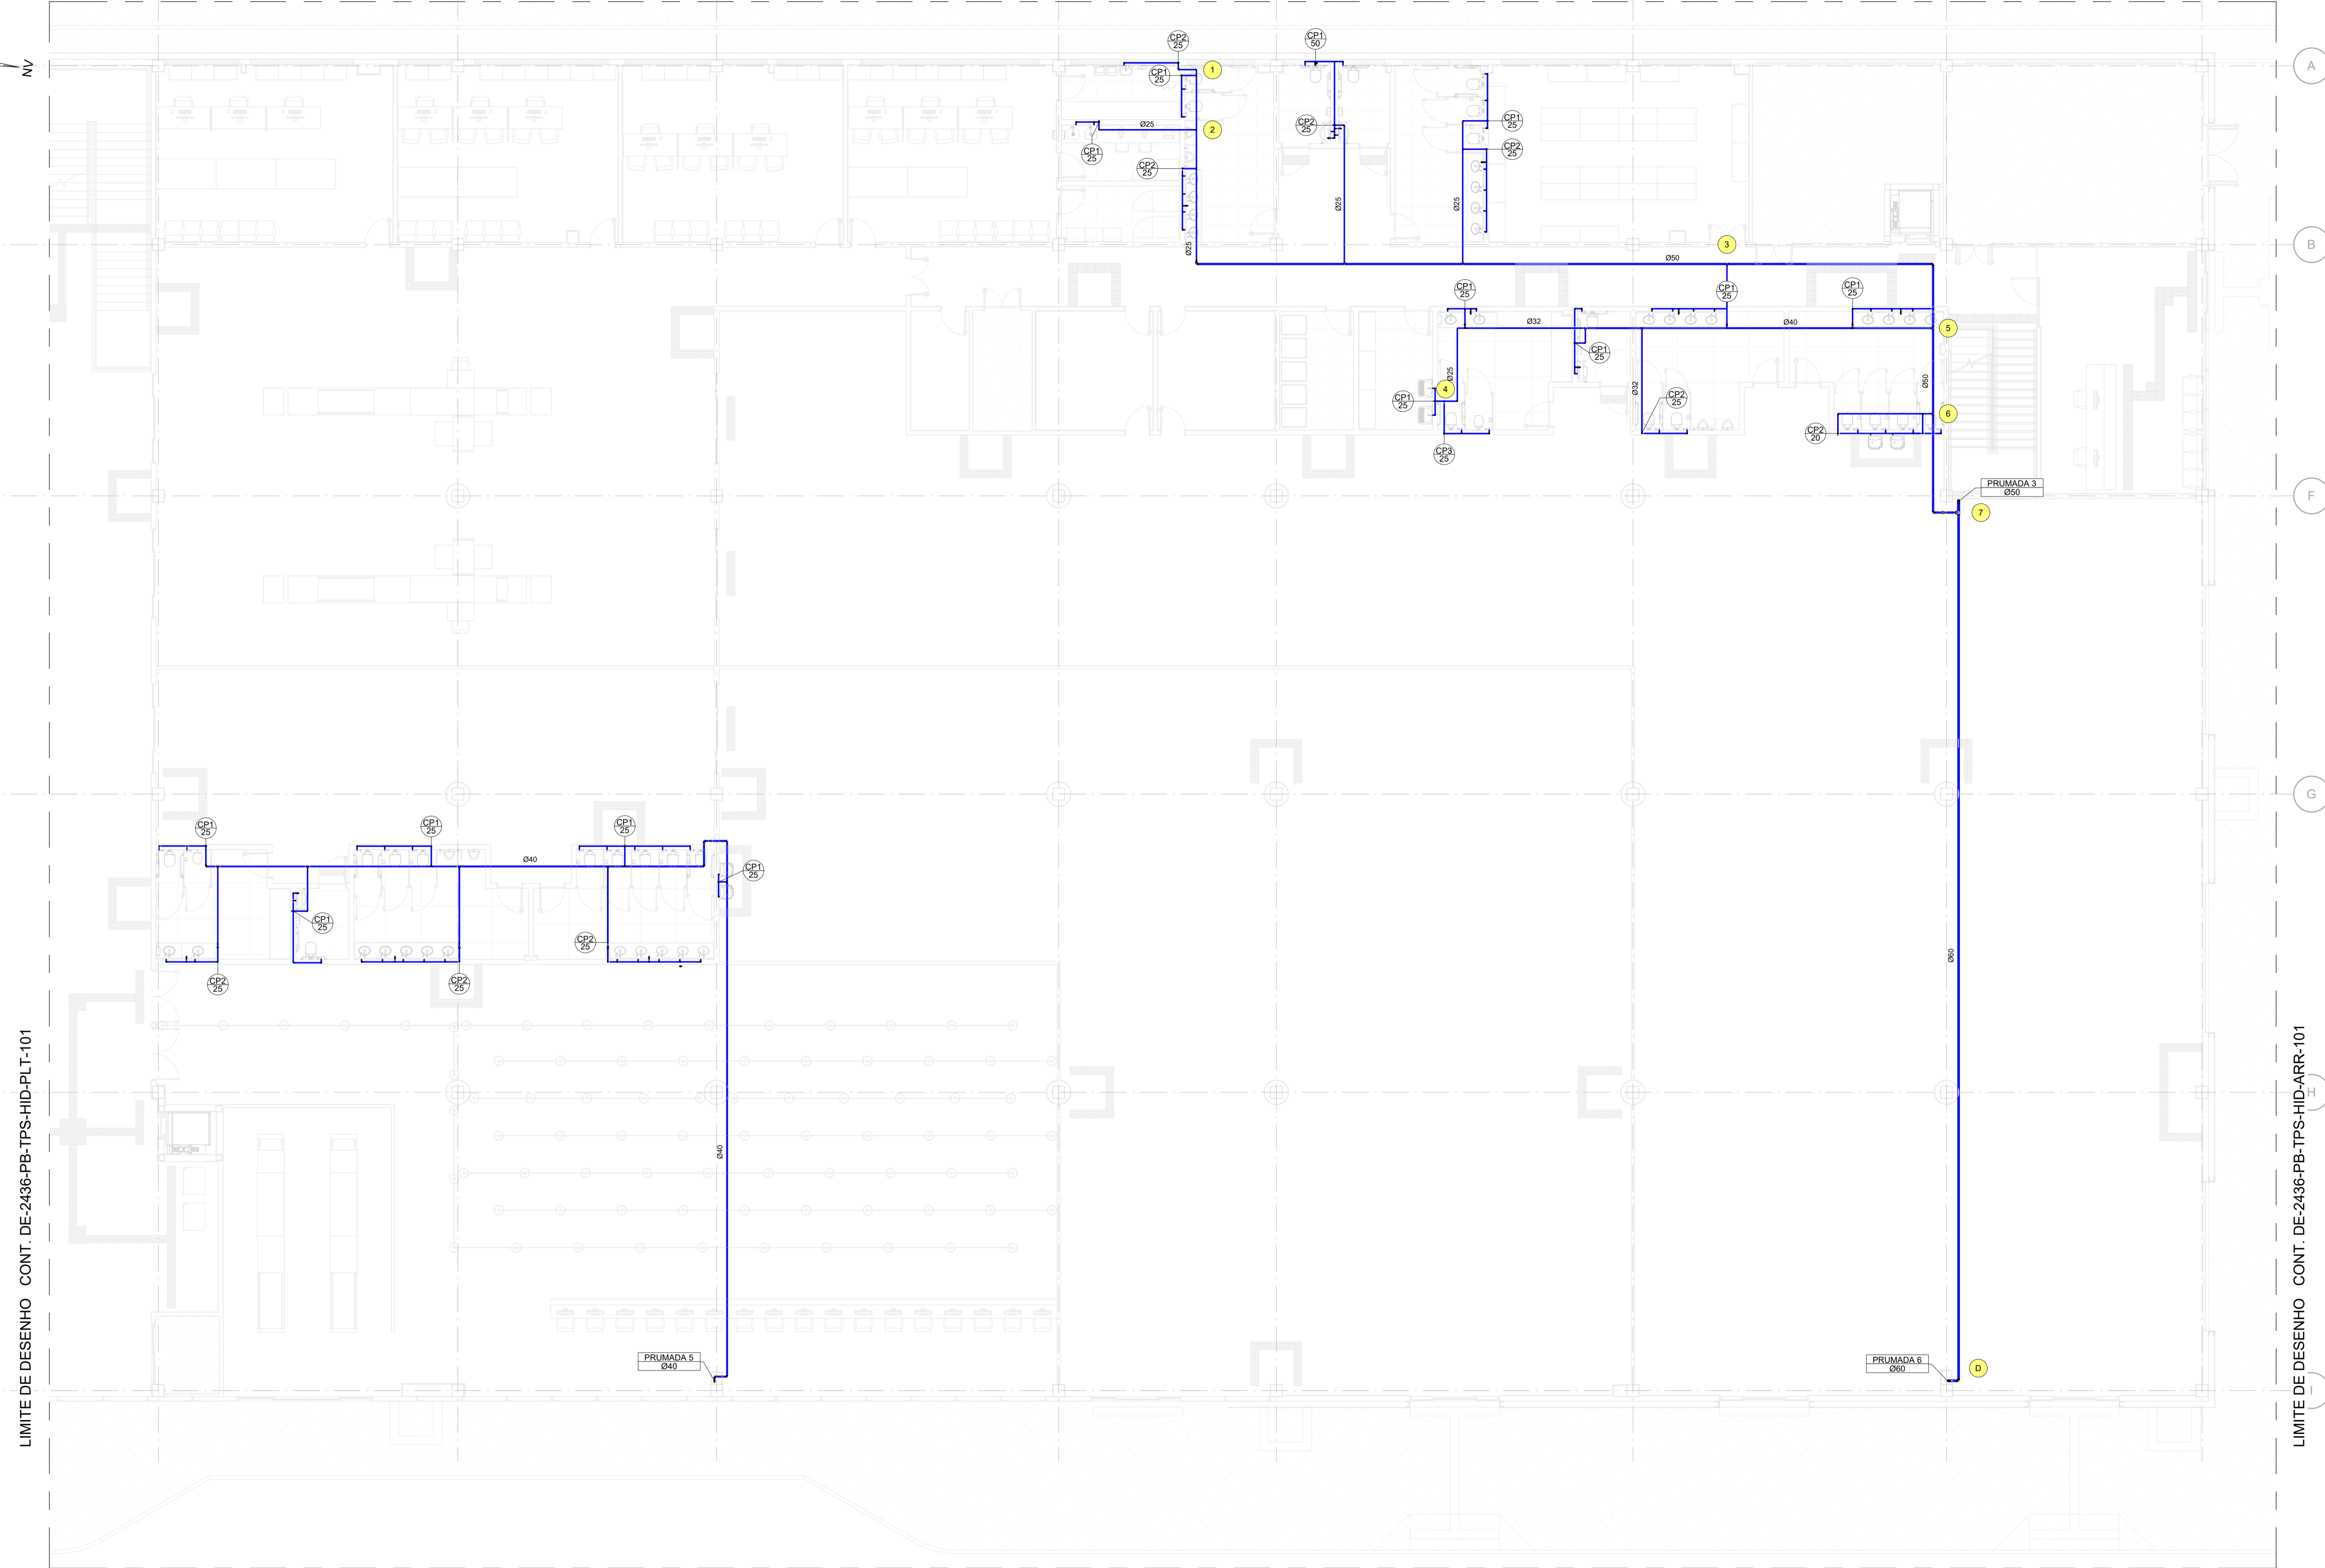 NV
CP2
25
CP1
50
A
1
CP1
25
CP1
25
CP2
25
Ø25
2
CP1
25
CP2
25
CP2
25
Ø25
Ø25
Ø25
3
B
Ø50
CP1
25
CP1
25
CP1
25
Ø32
Ø40
5
CP1
25
Ø25
4
Ø32
Ø50
CP1
25
CP2
25
6
CP2
20
CP3
25
PRUMADA 3
Ø50
F
7
G
CP1
25
CP1
25
CP1
25
Ø40
CP1
25
CP1
25
CP2
25
CP2
25
CP2
25
Ø60
LIMITE DE DESENHO CONT. DE-2436-PB-TPS-HID-PLT-101
LIMITE DE DESENHO CONT. DE-2436-PB-TPS-HID-ARR-101
H
Ø40
PRUMADA 5
Ø40
PRUMADA 6
Ø60
D
I